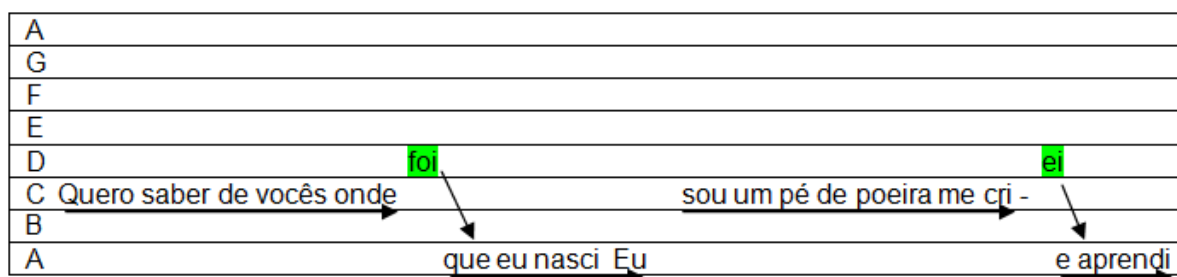 A
G
F
E
D foi ei
C Quero saber de vocês onde sou um pé de poeira me cri -
B
A que eu nasci Eu e aprendi